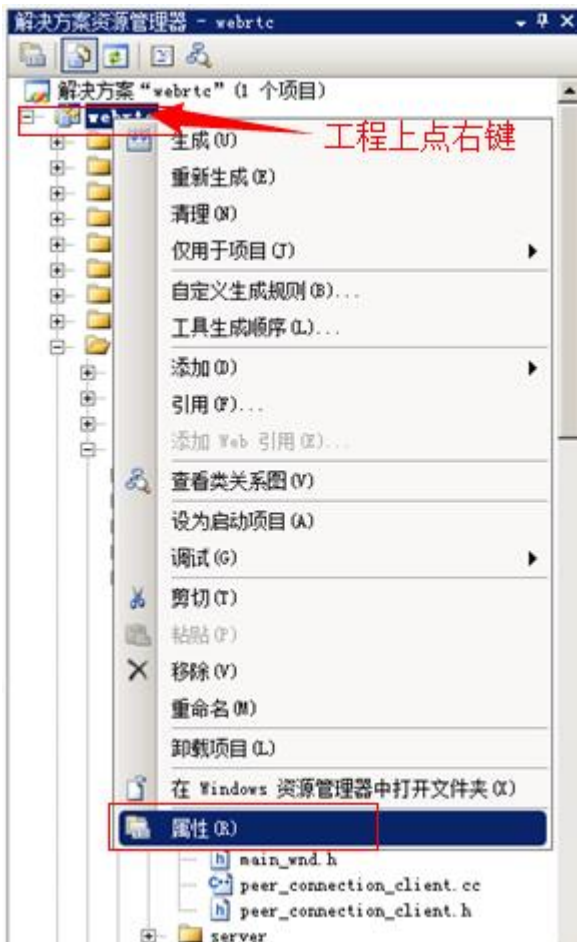 解决方案资源管理器 - webrtc
解决方案“webrtc”(1 个项目)
webrtc
工程上点右键
生成(U)
重新生成(E)
清理(N)
仅用于项目(J)
自定义生成规则(B)...
工具生成顺序(L)...
添加(D)
引用(F)...
添加 Web 引用(E)...
查看类关系图(V)
设为启动项目(A)
调试(G)
剪切(T)
粘贴(P)
移除(V)
重命名(M)
卸载项目(L)
在 Windows 资源管理器中打开文件夹(X)
属性(R)
main_wnd.h
peer_connection_client.cc
peer_connection_client.h
server